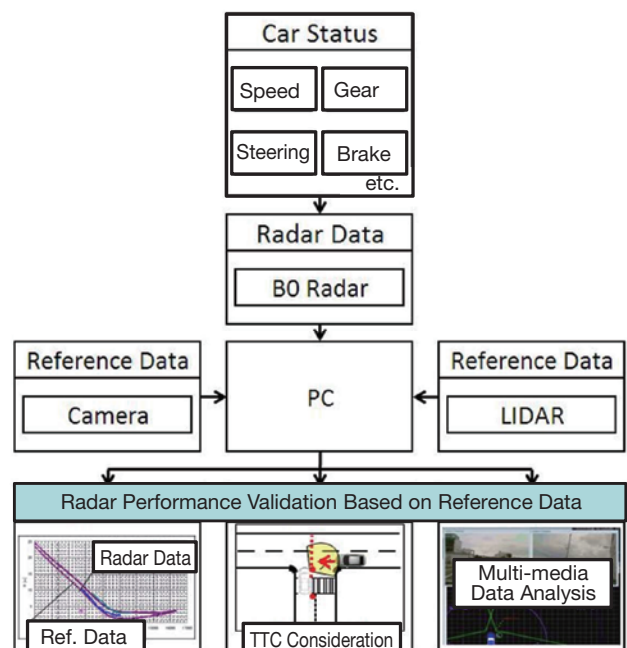 Car Status
Speed
Gear
Steering
Brake
etc.
Radar Data
B0 Radar
Reference Data
Camera
PC
Reference Data
LIDAR
Radar Performance Validation Based on Reference Data
Radar Data
Ref. Data
TTC Consideration
Multi-media
Data Analysis